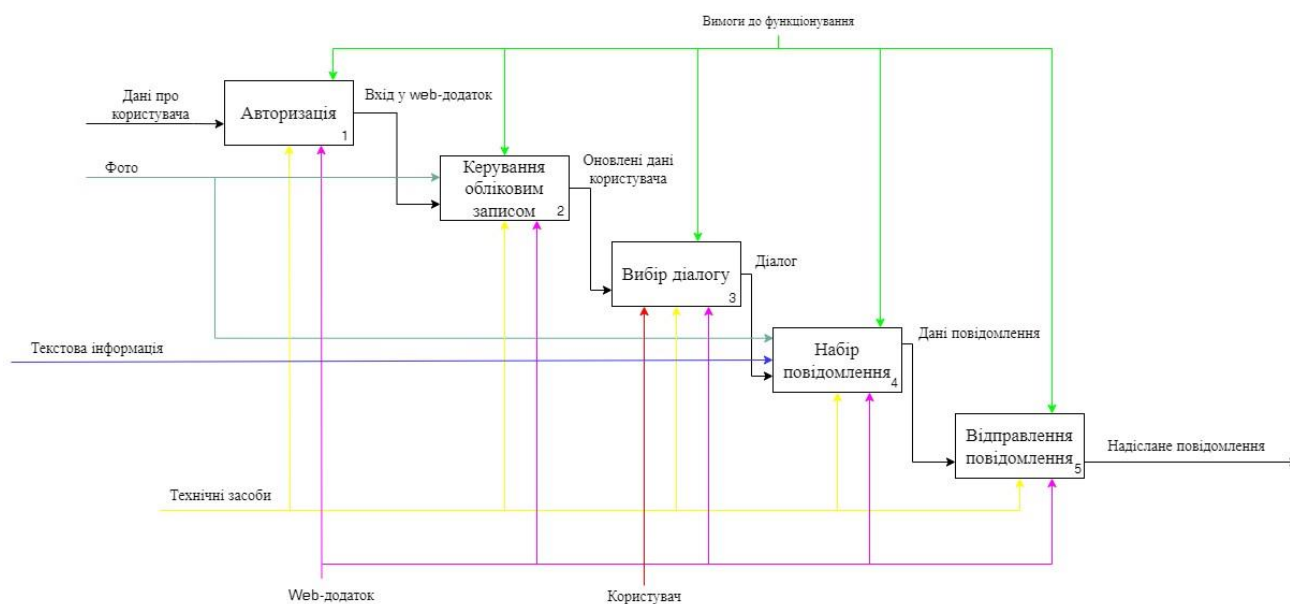 Вимоги до функціонування
Дані про
користувача
Авторизація
1
Вхід у web-додаток
Фото
Керування
обліковим
записом
2
Оновлені дані
користувача
Вибір діалогу
3
Діалог
Текстова інформація
Набір
повідомлення
4
Дані повідомлення
Відправлення
повідомлення
5
Надіслане повідомлення
Технічні засоби
Web-додаток
Користувач